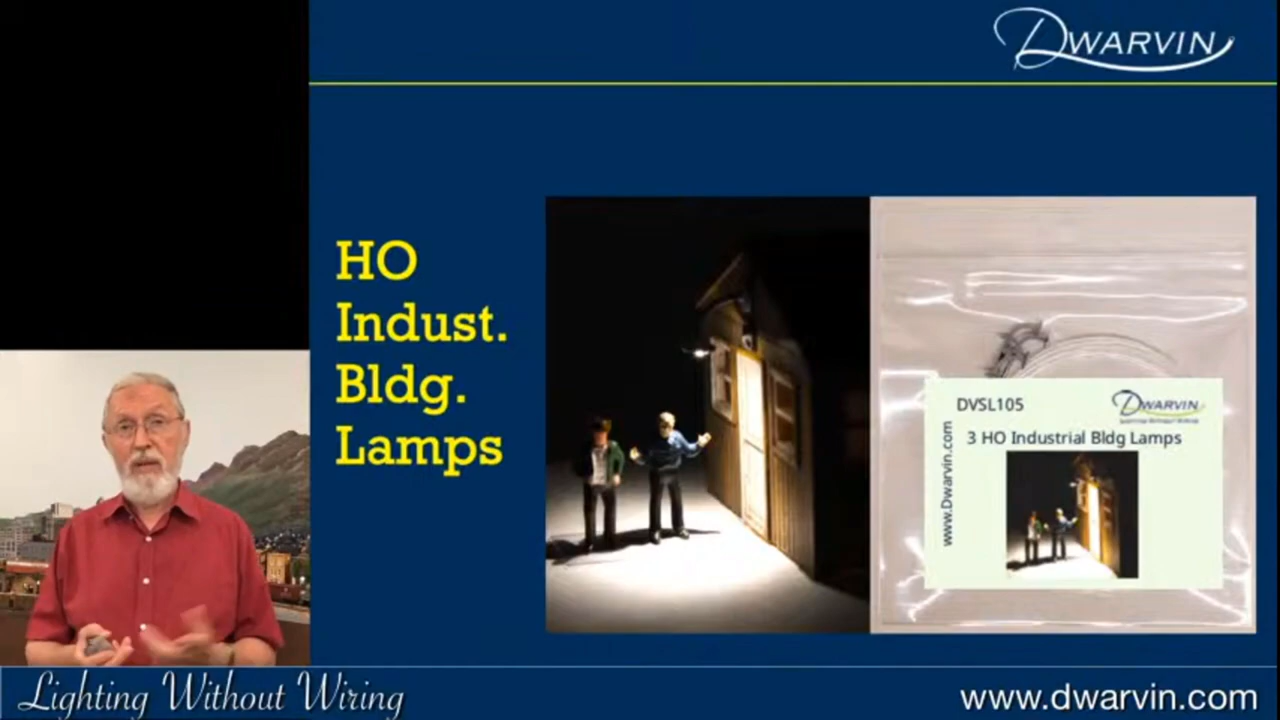 DWARVIN
HO
Indust.
Bldg.
Lamps
DVSL105
DWARVIN
3 HO Industrial Bldg Lamps
www.Dwarvin.com
Lighting Without Wiring
www.dwarvin.com